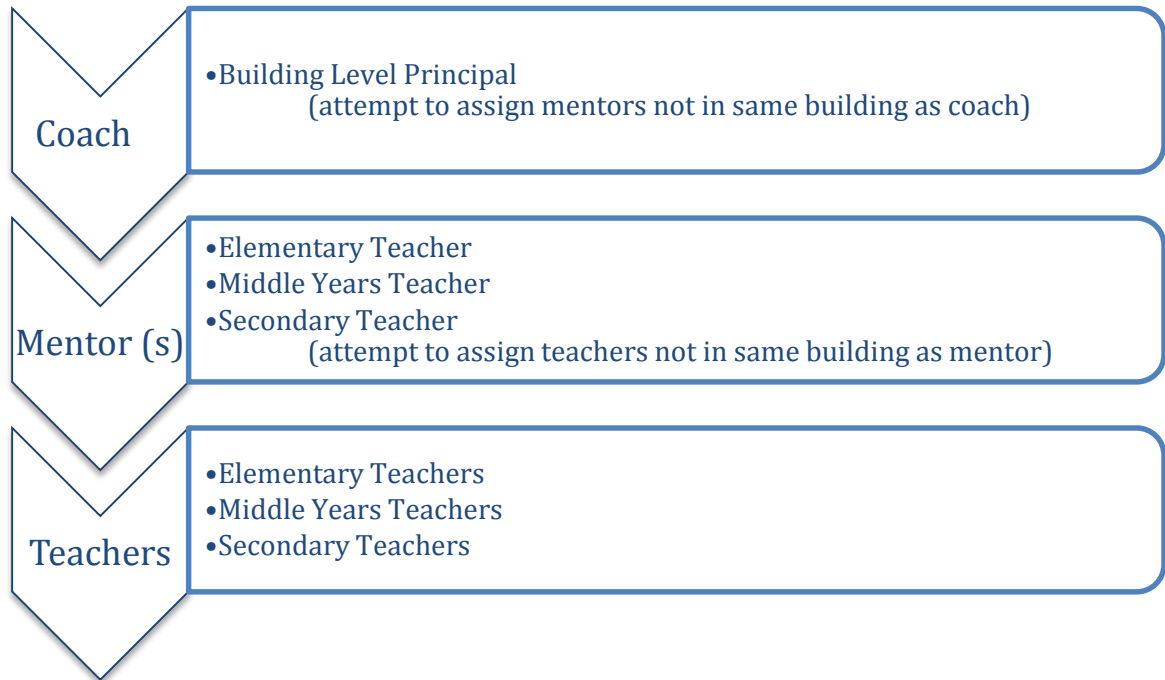 Coach
•Building Level Principal
(attempt to assign mentors not in same building as coach)
Mentor (s)
•Elementary Teacher
•Middle Years Teacher
•Secondary Teacher
(attempt to assign teachers not in same building as mentor)
Teachers
•Elementary Teachers
•Middle Years Teachers
•Secondary Teachers